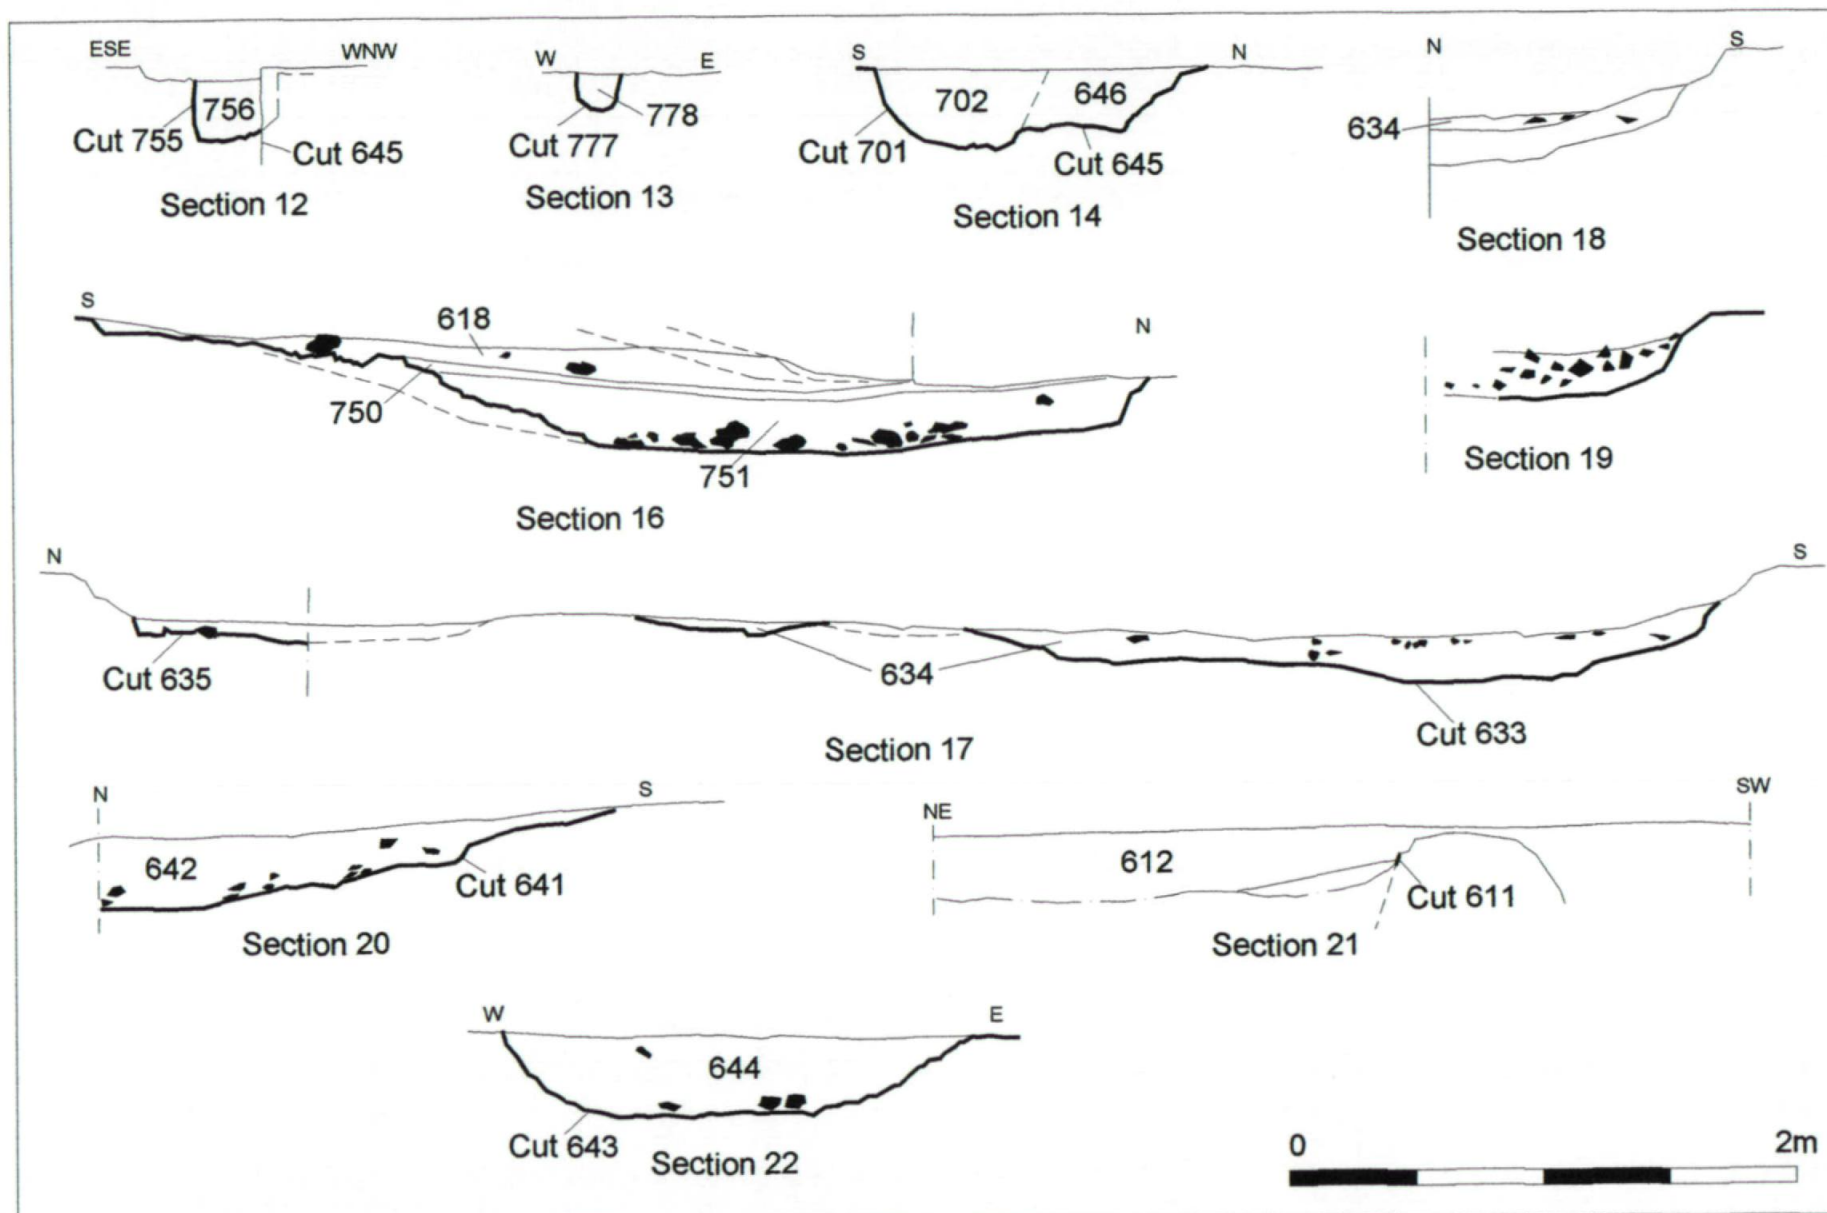 ESE WNW
756
Cut 755
Cut 645
Section 12
W E
778
Cut 777
Section 13
S N
702 646
Cut 701
Cut 645
Section 14
N S
634
Section 18
S N
618
750
751
Section 16
Section 19
N S
Cut 635
634
Cut 633
Section 17
N S
642
Cut 641
Section 20
NE SW
612
Cut 611
Section 21
W E
644
Cut 643
Section 22
0 2m